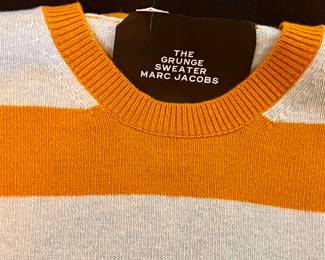 THE
GRUNGE
SWEATER
MARC JACOBS